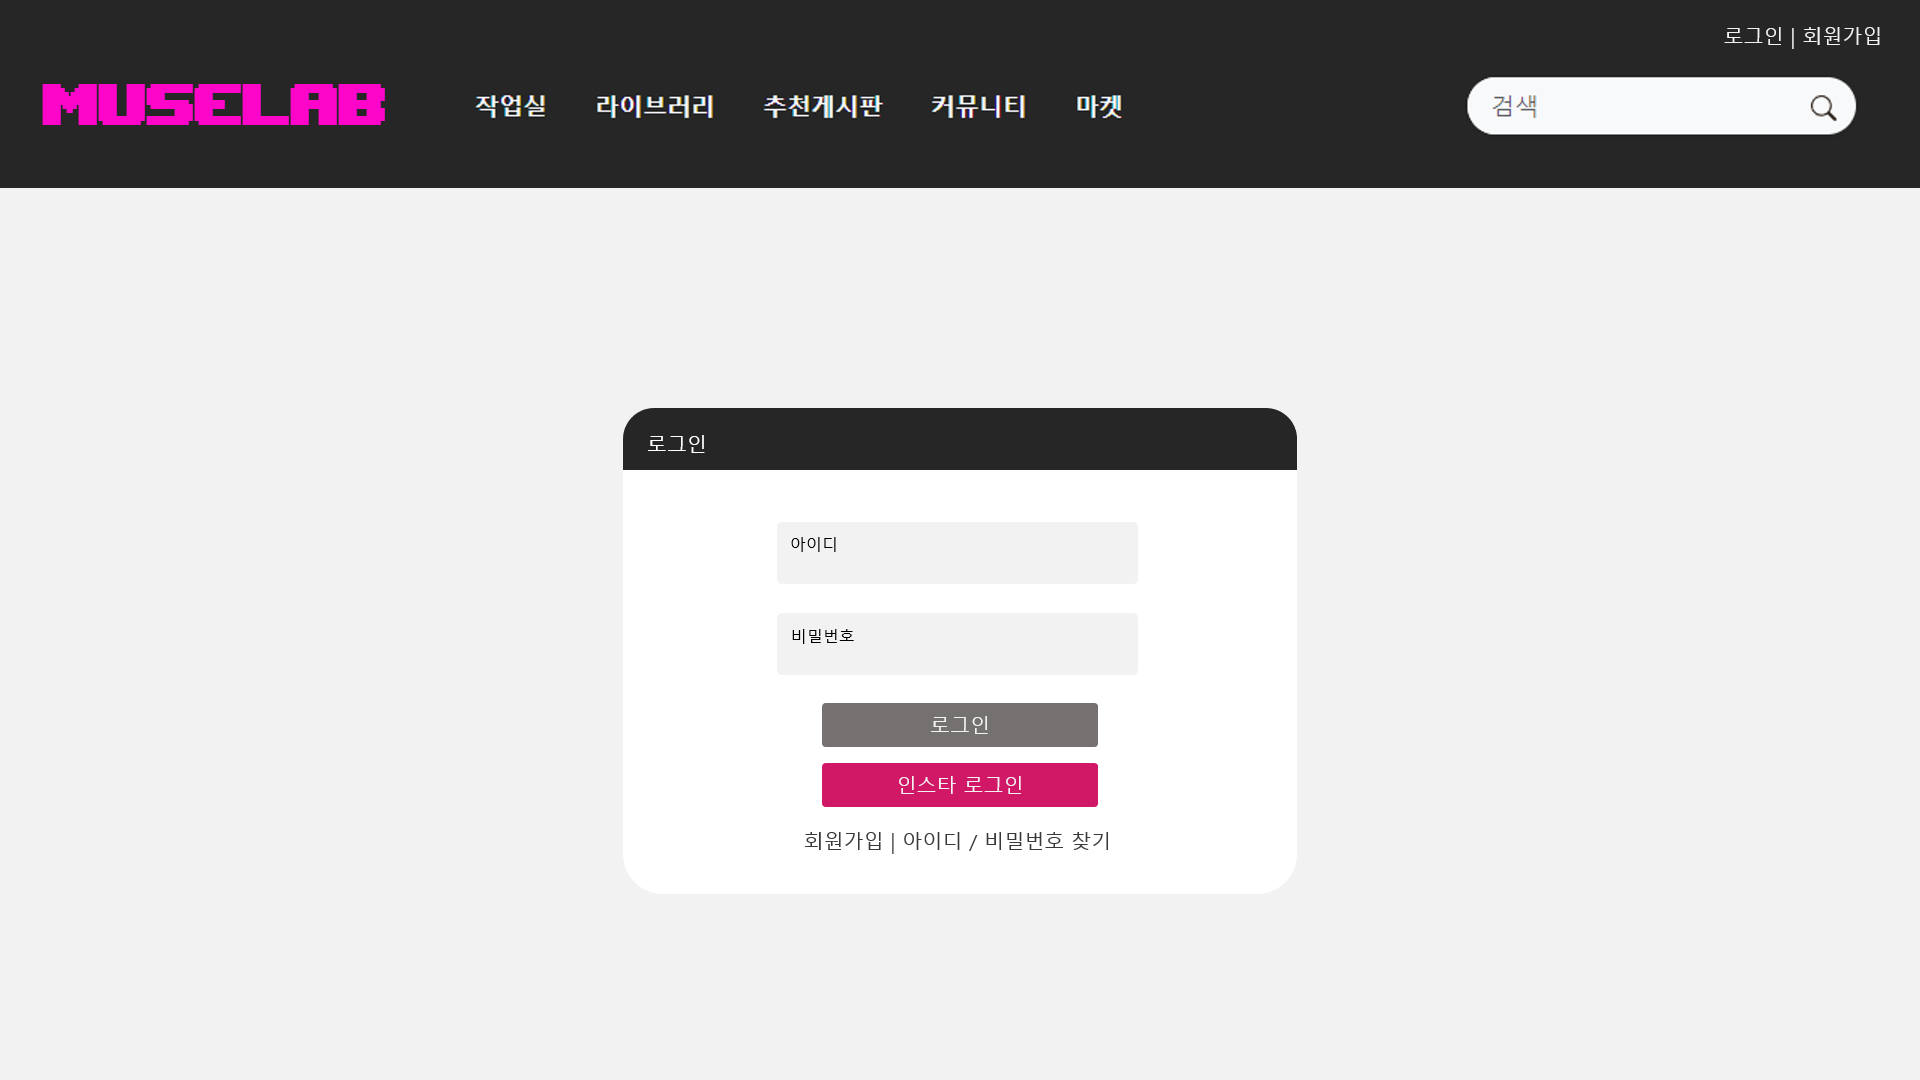 로그인 | 회원가입
MUSELAB 작업실 라이브러리 추천게시판 커뮤니티 마켓 검색
로그인
아이디
비밀번호
로그인
인스타 로그인
회원가입 | 아이디 / 비밀번호 찾기